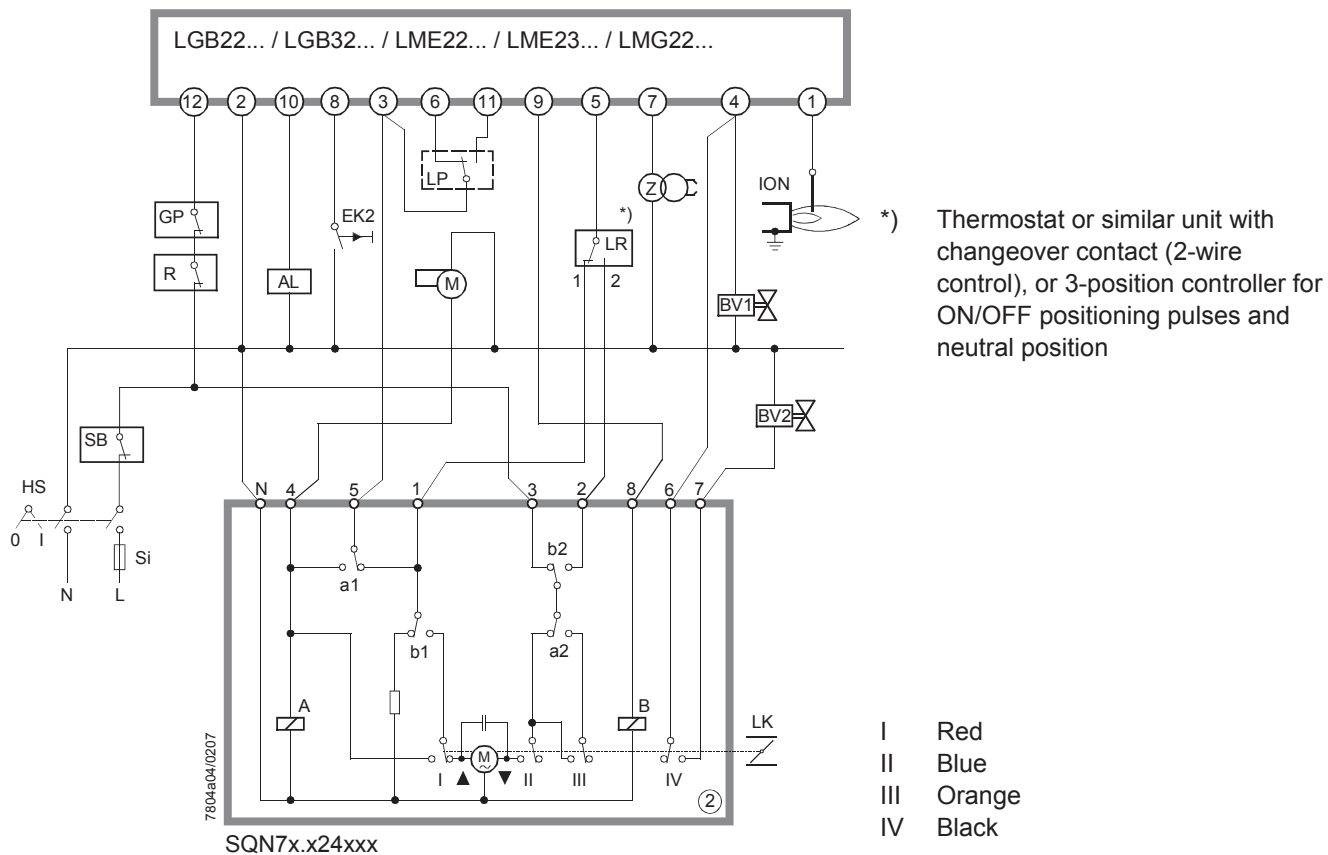 LGB22... / LGB32... / LME22... / LME23... / LMG22...
12 2 10 8 3 6 11 9 5 7 4 1
GP
R
AL
EK2
LP
M
*)
LR
1 2
Z
ION
BV1
BV2
*) Thermostat or similar unit with
changeover contact (2-wire
control), or 3-position controller for
ON/OFF positioning pulses and
neutral position
SB
HS
0 I
Si
N L
N 4 5 1 3 2 8 6 7
a1
b2
b1
a2
A
B
M
~
I II III IV
LK
2
7804a04/0207
SQN7x.x24xxx
I Red
II Blue
III Orange
IV Black